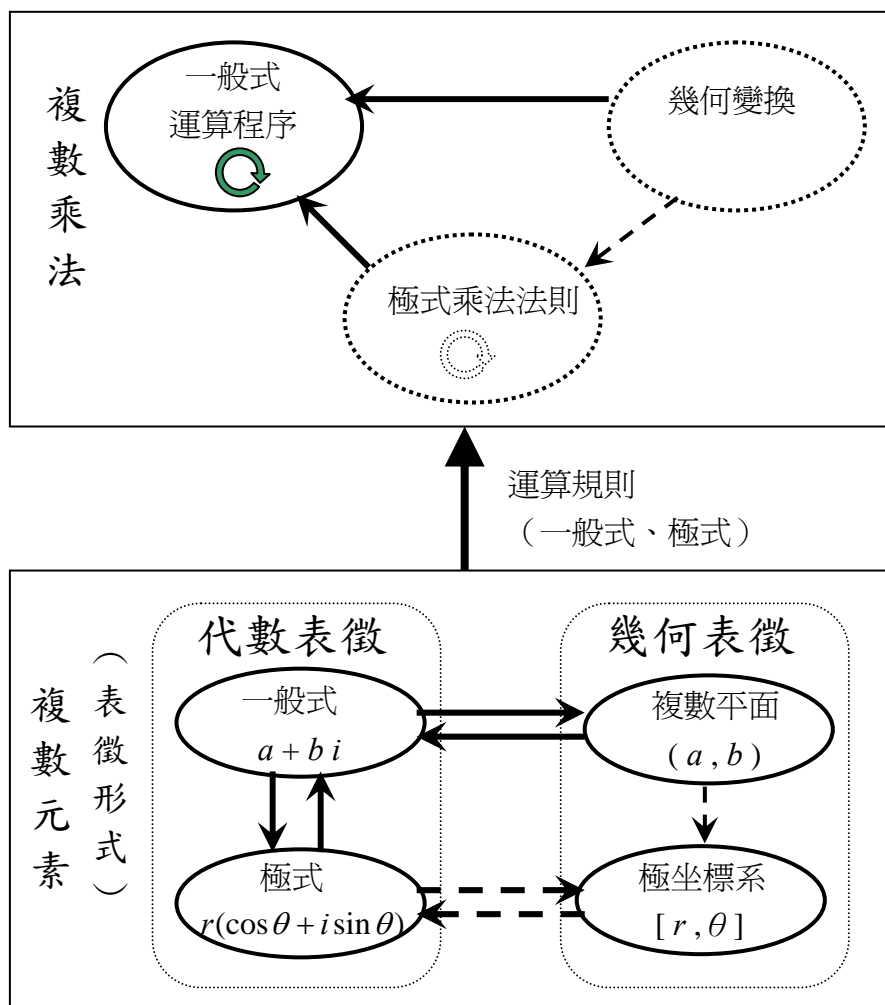 複數乘法
一般式
運算程序
幾何變換
極式乘法法則
運算規則
（一般式、極式）
複數元素
（表徵形式）
代數表徵
幾何表徵
一般式
a + b i
複數平面
( a , b )
極式
r(cosθ + i sinθ)
極坐標系
[ r , θ ]